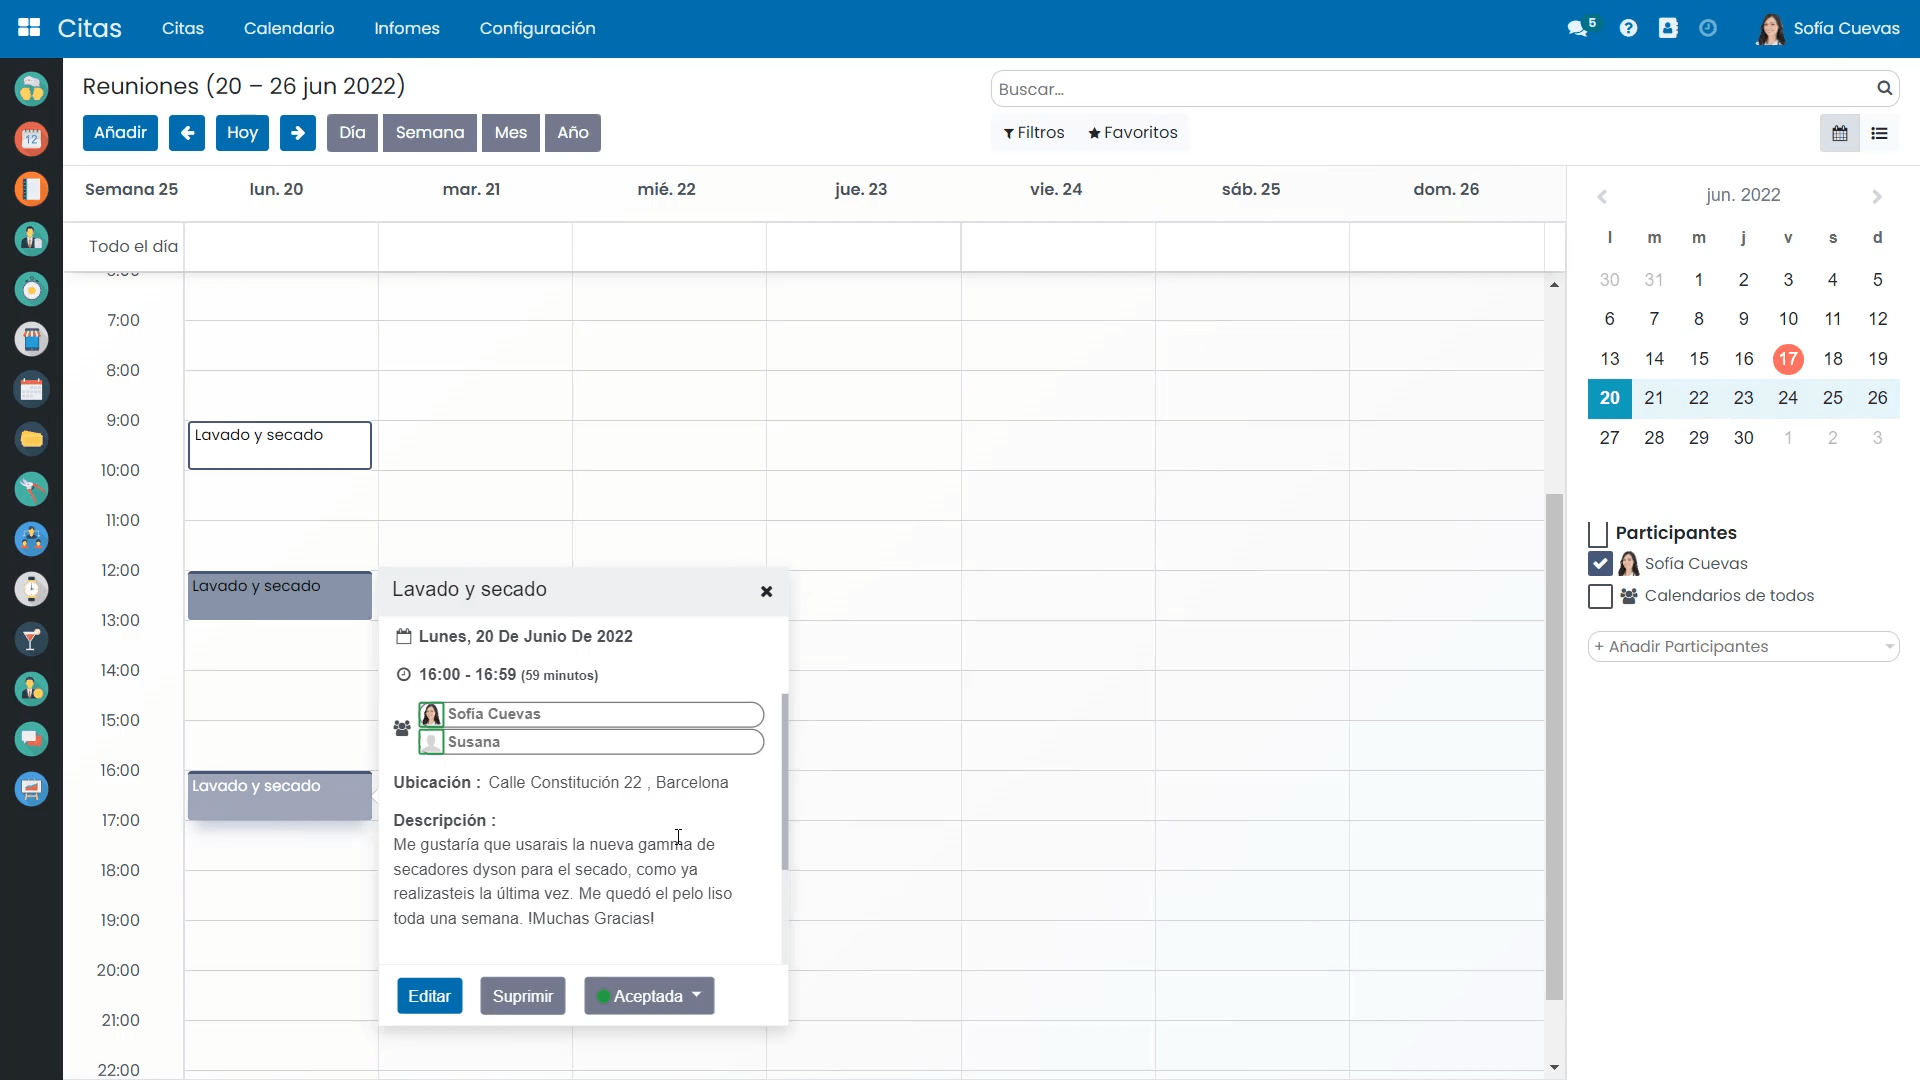 Citas
Citas
Calendario
Infomes
Configuración
5
Sofía Cuevas
Reuniones (20 – 26 jun 2022)
Buscar...
Añadir
Hoy
Día
Semana
Mes
Año
Filtros
Favoritos
Semana 25
lun. 20
mar. 21
mié. 22
jue. 23
vie. 24
sáb. 25
dom. 26
Todo el día
7:00
8:00
9:00
10:00
11:00
12:00
13:00
14:00
15:00
16:00
17:00
18:00
19:00
20:00
21:00
22:00
Lavado y secado
Lavado y secado
Lavado y secado
Lavado y secado
Lunes, 20 De Junio De 2022
16:00 - 16:59 (59 minutos)
Sofía Cuevas
Susana
Ubicación : Calle Constitución 22 , Barcelona
Descripción :
Me gustaría que usarais la nueva gamma de
secadores dyson para el secado, como ya
realizasteis la última vez. Me quedó el pelo liso
toda una semana. !Muchas Gracias!
Editar
Suprimir
Aceptada
jun. 2022
l m m j v s d
30 31 1 2 3 4 5
6 7 8 9 10 11 12
13 14 15 16 17 18 19
20 21 22 23 24 25 26
27 28 29 30 1 2 3
Participantes
Sofía Cuevas
Calendarios de todos
+ Añadir Participantes
12